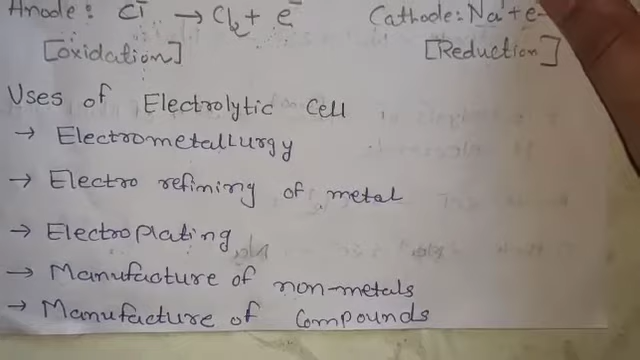 Anode: Cl⁻ → Cl₂ + e⁻ Cathode: Na⁺ + e⁻
[Oxidation] [Reduction]
Uses of Electrolytic Cell
→ Electrometallurgy
→ Electro refining of metal
→ Electroplating
→ Manufacture of non-metals
→ Manufacture of Compounds